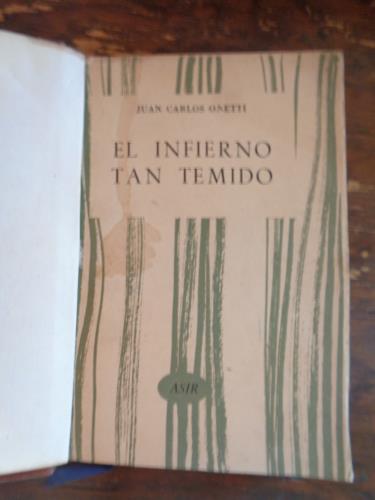 JUAN CARLOS ONETTI
EL INFIERNO
TAN TEMIDO
ASIR